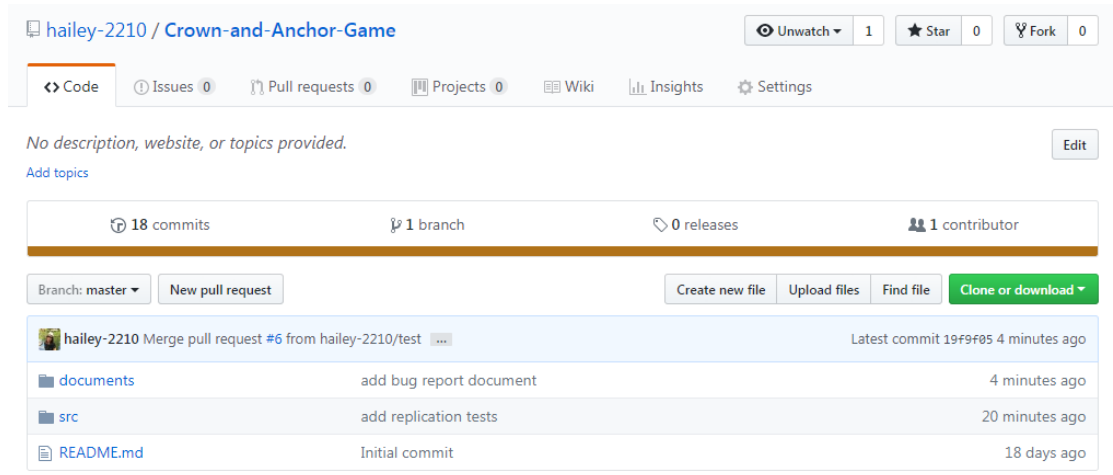 hailey-2210 / Crown-and-Anchor-Game Unwatch 1 Star 0 Fork 0
Code Issues 0 Pull requests 0 Projects 0 Wiki Insights Settings
No description, website, or topics provided. Edit
Add topics
18 commits 1 branch 0 releases 1 contributor
Branch: master New pull request Create new file Upload files Find file Clone or download
hailey-2210 Merge pull request #6 from hailey-2210/test ... Latest commit 19f9f05 4 minutes ago
documents add bug report document 4 minutes ago
src add replication tests 20 minutes ago
README.md Initial commit 18 days ago